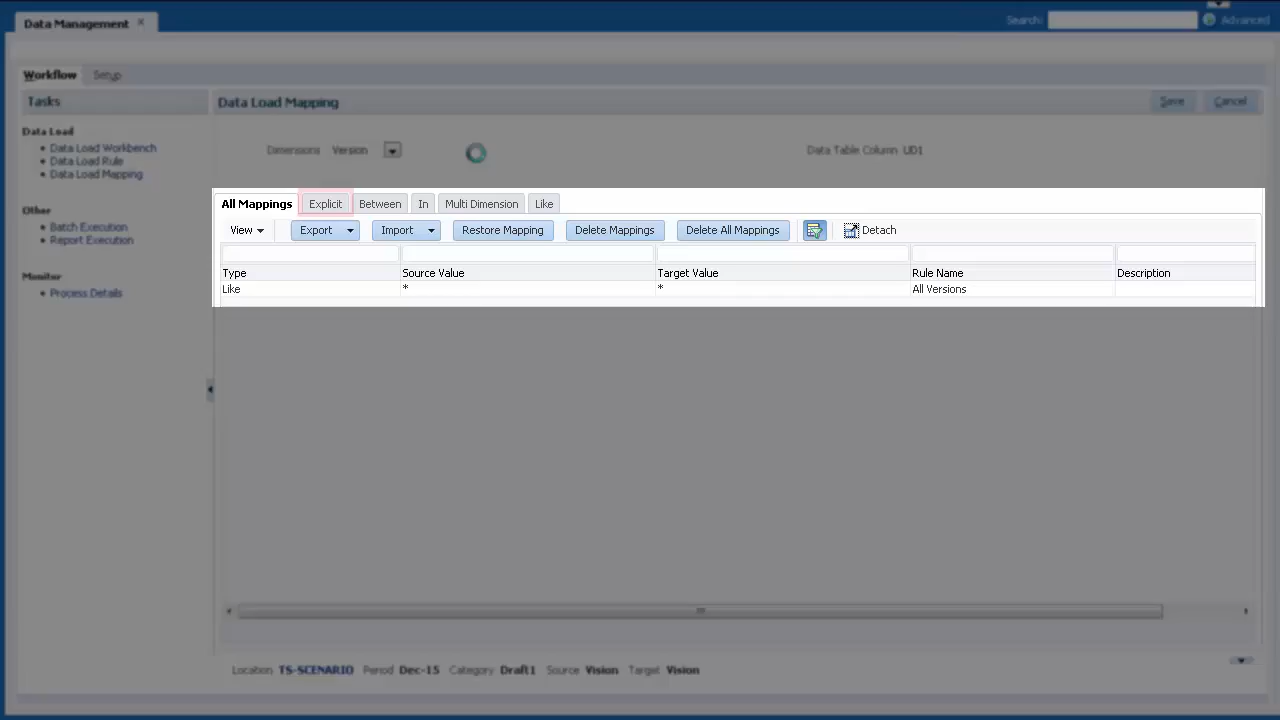 Data Management ×
Search: Advanced
Workflow Setup
Tasks
Data Load Mapping Save Cancel
Data Load
• Data Load Workbench
• Data Load Rule
• Data Load Mapping
Dimensions Version Data Table Column UD1
All Mappings Explicit Between In Multi Dimension Like
Other
• Batch Execution
• Report Execution
View Export Import Restore Mapping Delete Mappings Delete All Mappings Detach
Type Source Value Target Value Rule Name Description
Like * * All Versions
Monitor
• Process Details
Location TS-SCENARIO Period Dec-15 Category Draft1 Source Vision Target Vision